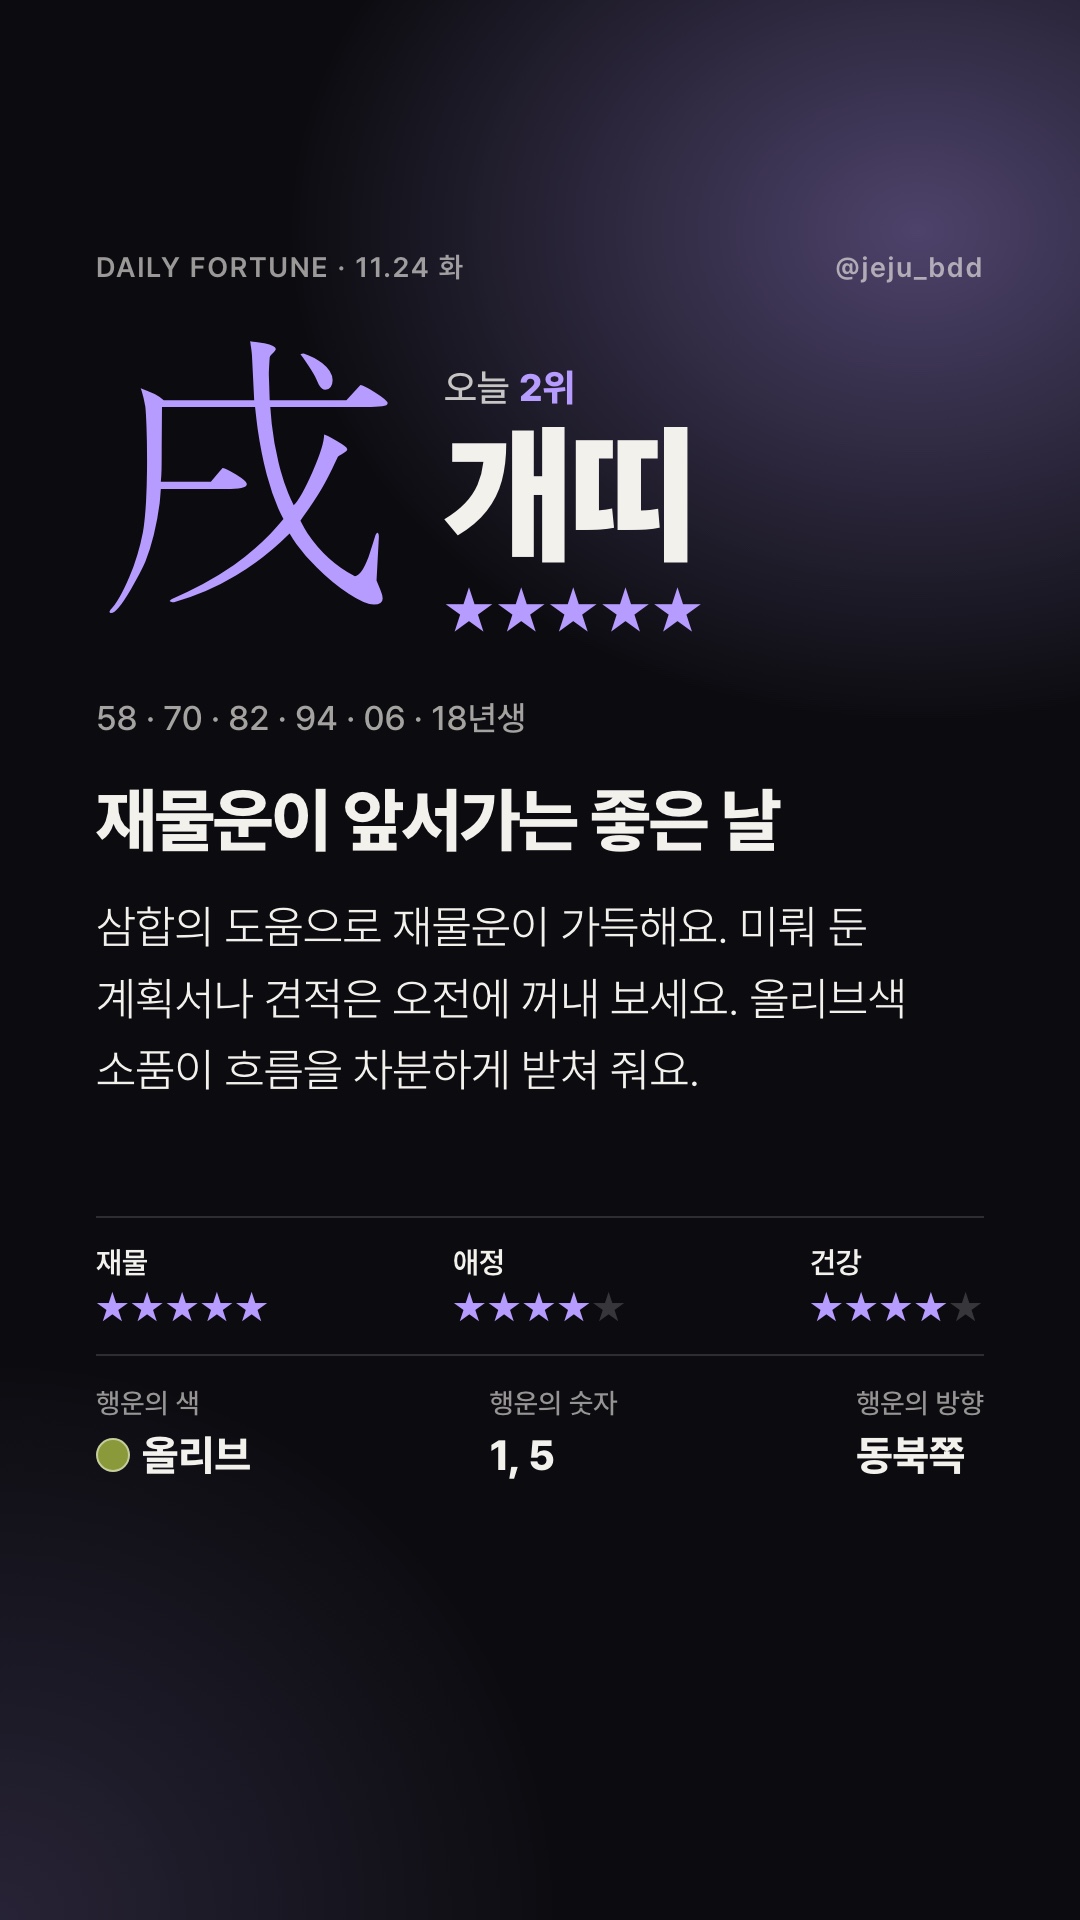 DAILY FORTUNE · 11.24 화
@jeju_bdd
戌
오늘 2위
개띠
★★★★★
58 · 70 · 82 · 94 · 06 · 18년생
재물운이 앞서가는 좋은 날
삼합의 도움으로 재물운이 가득해요. 미뤄 둔
계획서나 견적은 오전에 꺼내 보세요. 올리브색
소품이 흐름을 차분하게 받쳐 줘요.
재물 애정 건강
★★★★★ ★★★★★ ★★★★★
행운의 색 행운의 숫자 행운의 방향
올리브 1, 5 동북쪽